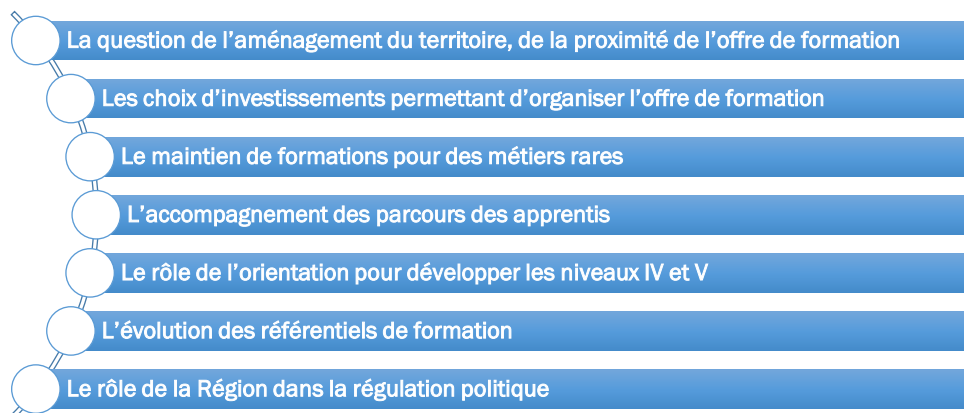 La question de l’aménagement du territoire, de la proximité de l’offre de formation
Les choix d’investissements permettant d’organiser l’offre de formation
Le maintien de formations pour des métiers rares
L’accompagnement des parcours des apprentis
Le rôle de l’orientation pour développer les niveaux IV et V
L’évolution des référentiels de formation
Le rôle de la Région dans la régulation politique